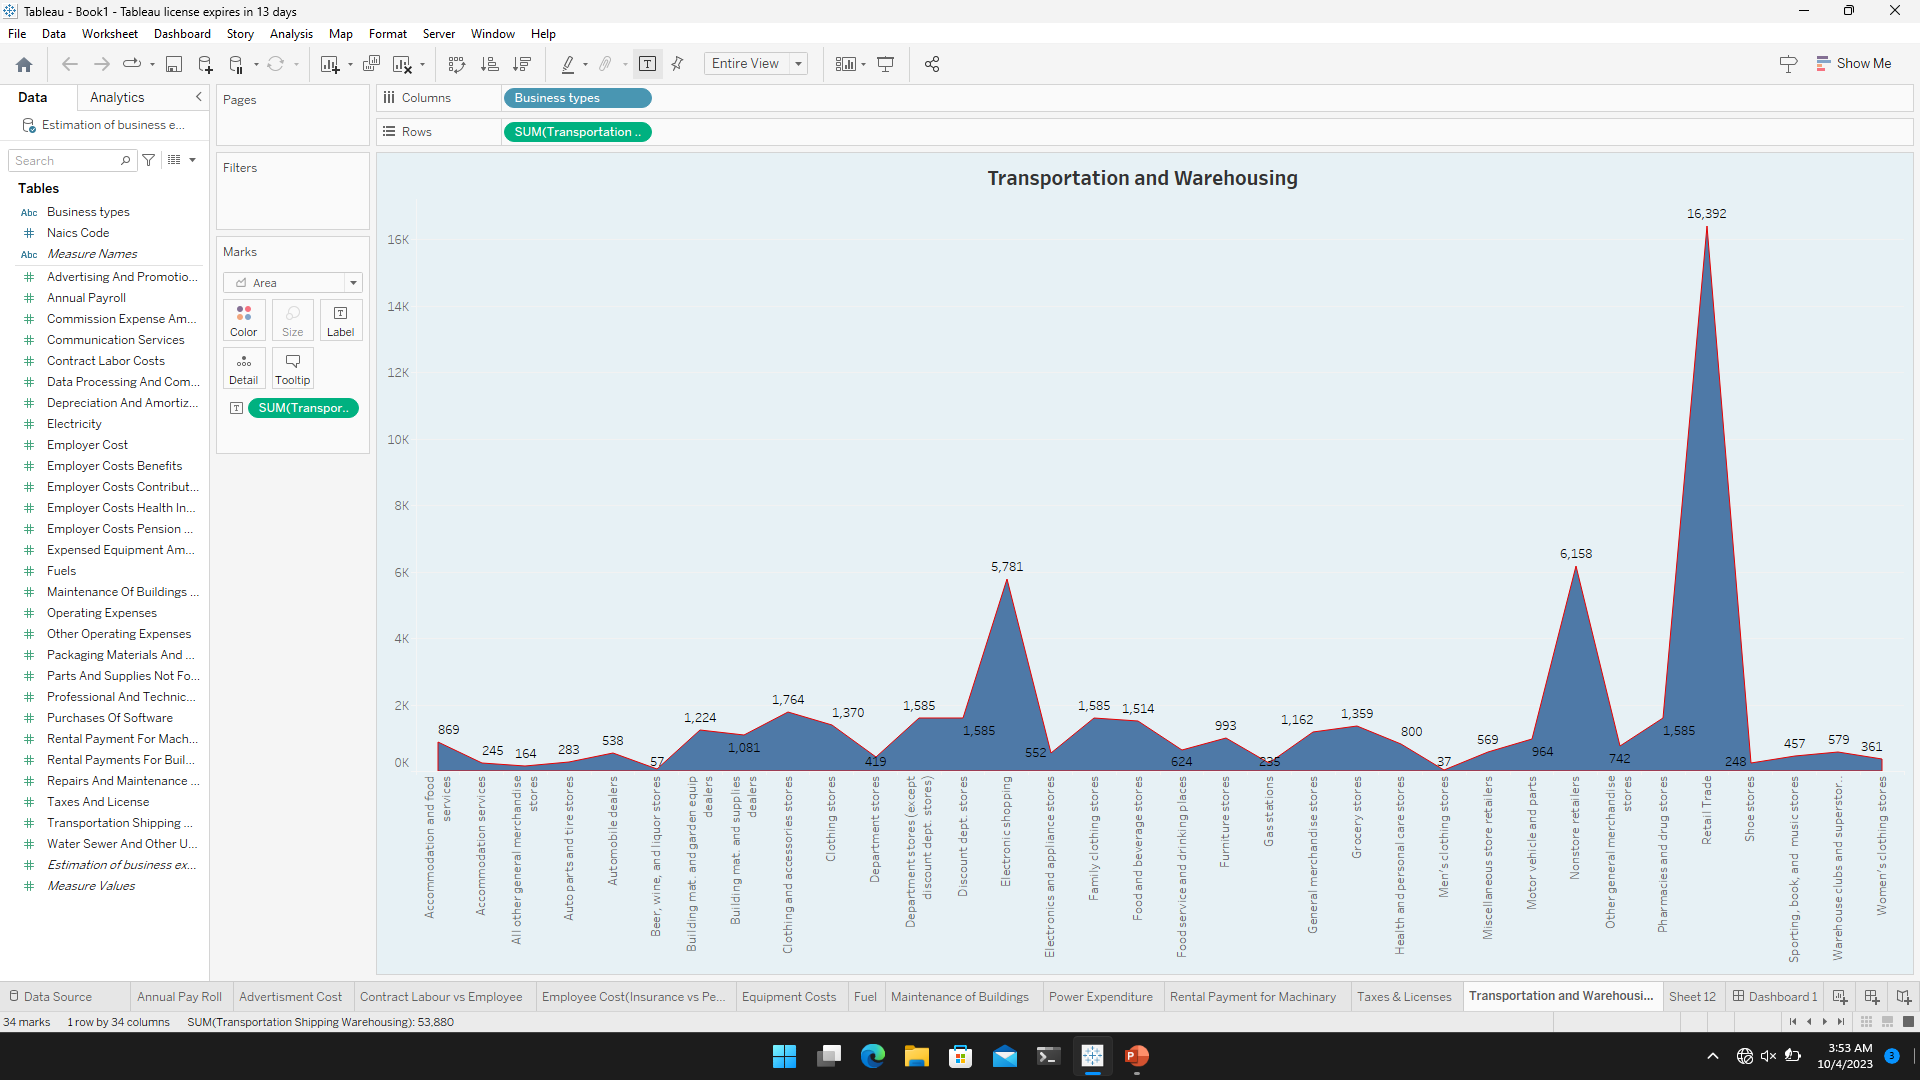 Tableau - Book1 - Tableau license expires in 13 days
File Data Worksheet Dashboard Story Analysis Map Format Server Window Help
Entire View
Show Me
Data
Analytics
Estimation of business e...
Search
Tables
Abc Business types
# Naics Code
Abc Measure Names
# Advertising And Promotio...
# Annual Payroll
# Commission Expense Am...
# Communication Services
# Contract Labor Costs
# Data Processing And Com...
# Depreciation And Amortiz...
# Electricity
# Employer Cost
# Employer Costs Benefits
# Employer Costs Contribut...
# Employer Costs Health In...
# Employer Costs Pension ...
# Expensed Equipment Am...
# Fuels
# Maintenance Of Buildings ...
# Operating Expenses
# Other Operating Expenses
# Packaging Materials And ...
# Parts And Supplies Not Fo...
# Professional And Technic...
# Purchases Of Software
# Rental Payment For Mach...
# Rental Payments For Buil...
# Repairs And Maintenance ...
# Taxes And License
# Transportation Shipping ...
# Water Sewer And Other U...
# Estimation of business ex...
# Measure Values
Pages
Filters
Marks
Area
Color
Size
Label
Detail
Tooltip
SUM(Transpor..
Columns
Business types
Rows
SUM(Transportation ..
Transportation and Warehousing
16K
14K
12K
10K
8K
6K
4K
2K
0K
869
245
164
283
538
57
1,224
1,081
1,764
1,370
419
1,585
1,585
5,781
552
1,585
1,514
624
993
235
1,162
1,359
800
37
569
964
6,158
742
1,585
16,392
248
457
579
361
Accommodation and food
services
Accommodation services
All other general merchandise
stores
Auto parts and tire stores
Automobile dealers
Beer, wine, and liquor stores
Building mat. and garden equip
dealers
Building mat. and supplies
dealers
Clothing and accessories stores
Clothing stores
Department stores
Department stores (except
discount dept. stores)
Discount dept. stores
Electronic shopping
Electronics and appliance stores
Family clothing stores
Food and beverage stores
Food service and drinking places
Furniture stores
Gas stations
General merchandise stores
Grocery stores
Health and personal care stores
Men's clothing stores
Miscellaneous store retailers
Motor vehicle and parts
Nonstore retailers
Other general merchandise
stores
Pharmacies and drug stores
Retail Trade
Shoe stores
Sporting, book, and music stores
Warehouse clubs and superstor..
Women's clothing stores
Data Source
Annual Pay Roll
Advertisment Cost
Contract Labour vs Employee
Employee Cost(Insurance vs Pe...
Equipment Costs
Fuel
Maintenance of Buildings
Power Expenditure
Rental Payment for Machinary
Taxes & Licenses
Transportation and Warehousi...
Sheet 12
Dashboard 1
34 marks
1 row by 34 columns
SUM(Transportation Shipping Warehousing): 53,880
3:53 AM
10/4/2023
3